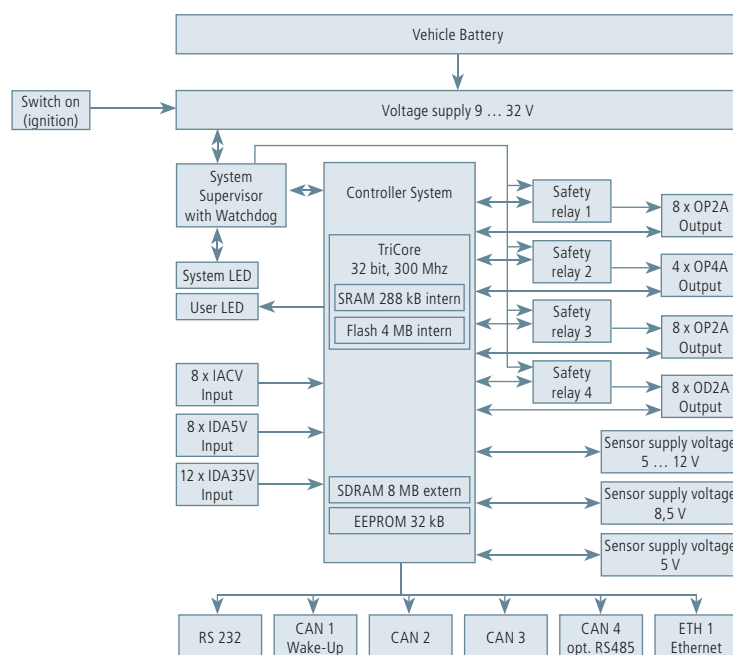 Vehicle Battery
Switch on
(ignition)
Voltage supply 9 … 32 V
System
Supervisor
with Watchdog
System LED
User LED
8 x IACV
Input
8 x IDA5V
Input
12 x IDA35V
Input
Controller System
TriCore
32 bit, 300 Mhz
SRAM 288 kB intern
Flash 4 MB intern
SDRAM 8 MB extern
EEPROM 32 kB
Safety
relay 1
Safety
relay 2
Safety
relay 3
Safety
relay 4
8 x OP2A
Output
4 x OP4A
Output
8 x OP2A
Output
8 x OD2A
Output
Sensor supply voltage
5 … 12 V
Sensor supply voltage
8,5 V
Sensor supply voltage
5 V
RS 232
CAN 1
Wake-Up
CAN 2
CAN 3
CAN 4
opt. RS485
ETH 1
Ethernet